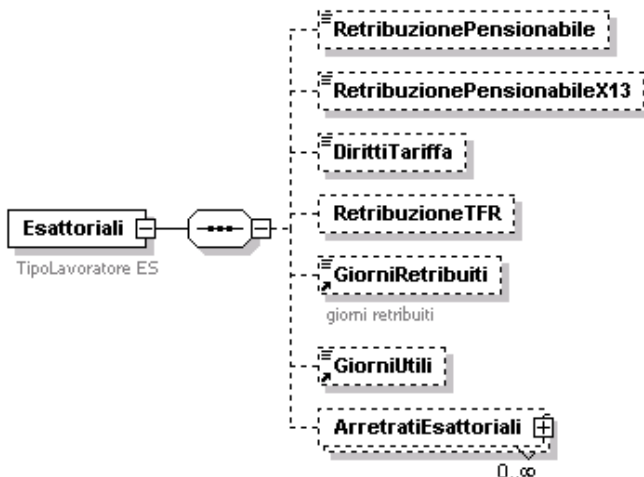 RetribuzionePensionabile
RetribuzionePensionabileX13
DirittiTariffa
Esattoriali
RetribuzioneTFR
TipoLavoratore ES
GiorniRetribuiti
giorni retribuiti
GiorniUtili
ArretratiEsattoriali
0..∞